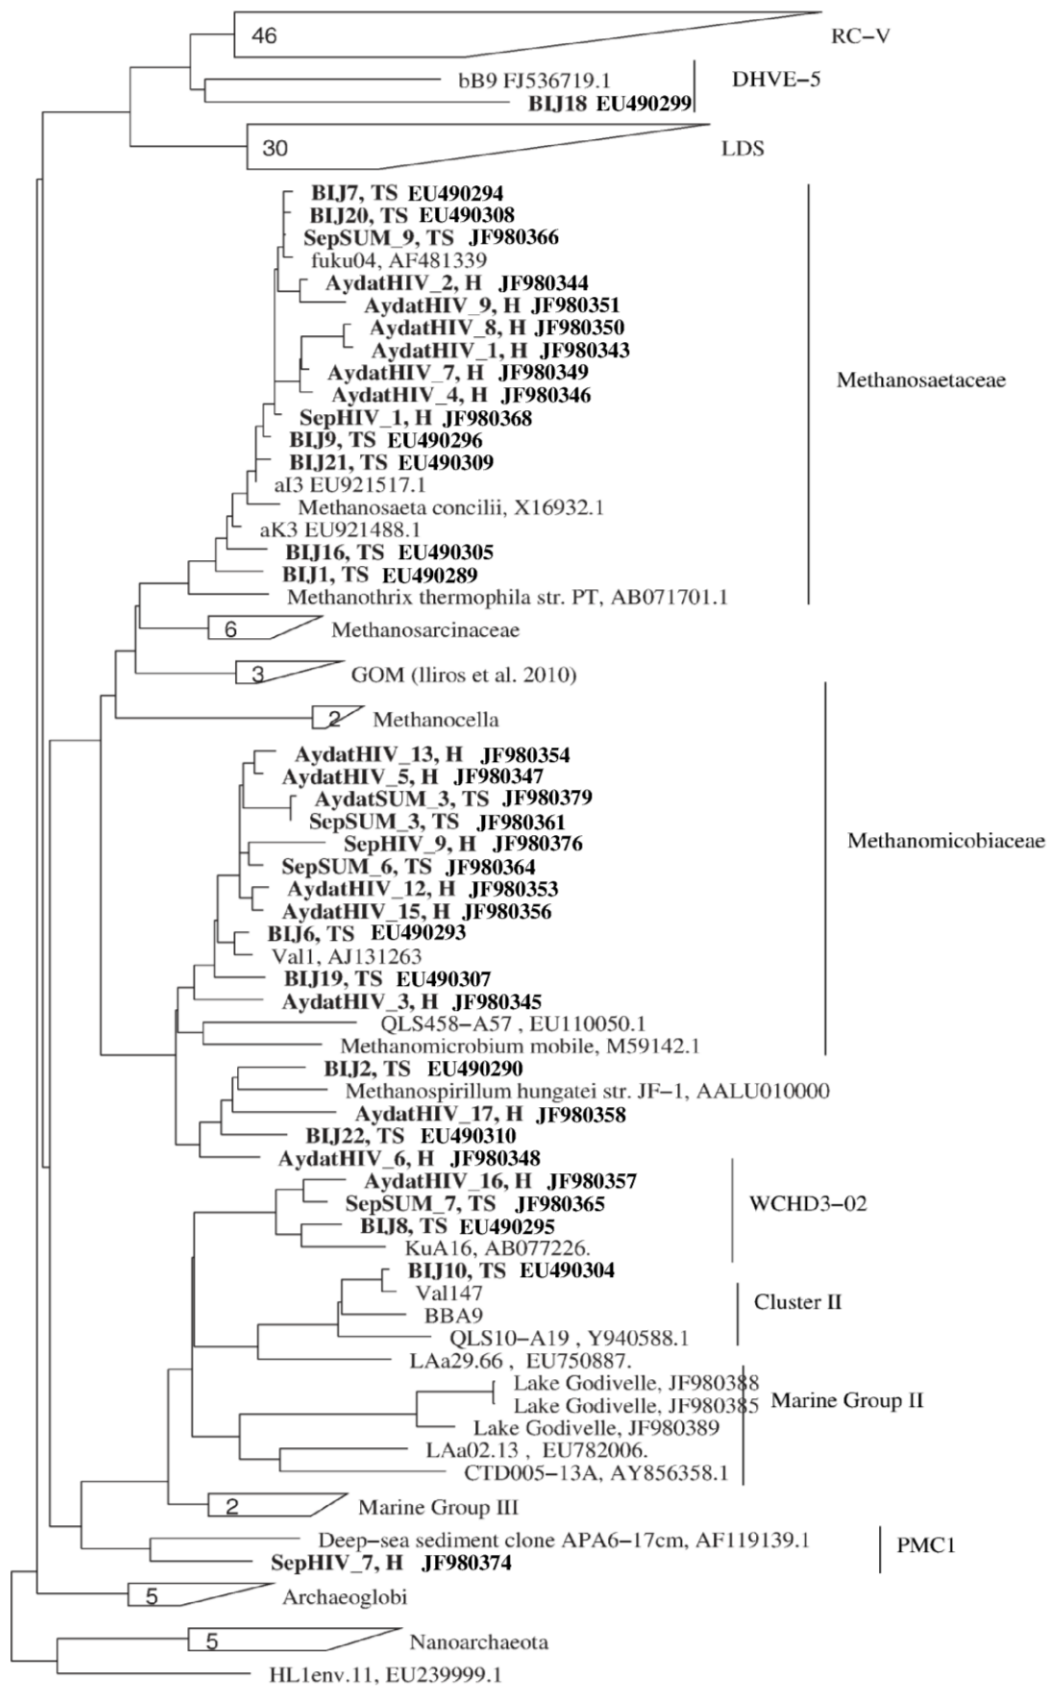 46
RC−V
bB9 FJ536719.1
DHVE−5
BIJ18 EU490299
30
LDS
BIJ7, TS EU490294
BIJ20, TS EU490308
SepSUM_9, TS JF980366
fuku04, AF481339
AydatHIV_2, H JF980344
AydatHIV_9, H JF980351
AydatHIV_8, H JF980350
AydatHIV_1, H JF980343
AydatHIV_7, H JF980349
Methanosaetaceae
AydatHIV_4, H JF980346
SepHIV_1, H JF980368
BIJ9, TS EU490296
BIJ21, TS EU490309
aI3 EU921517.1
Methanosaeta concilii, X16932.1
aK3 EU921488.1
BIJ16, TS EU490305
BIJ1, TS EU490289
Methanothrix thermophila str. PT, AB071701.1
6
Methanosarcinaceae
3
GOM (lliros et al. 2010)
2
Methanocella
AydatHIV_13, H JF980354
AydatHIV_5, H JF980347
AydatSUM_3, TS JF980379
SepSUM_3, TS JF980361
SepHIV_9, H JF980376
Methanomicobiaceae
SepSUM_6, TS JF980364
AydatHIV_12, H JF980353
AydatHIV_15, H JF980356
BIJ6, TS EU490293
Val1, AJ131263
BIJ19, TS EU490307
AydatHIV_3, H JF980345
QLS458−A57 , EU110050.1
Methanomicrobium mobile, M59142.1
BIJ2, TS EU490290
Methanospirillum hungatei str. JF−1, AALU010000
AydatHIV_17, H JF980358
BIJ22, TS EU490310
AydatHIV_6, H JF980348
AydatHIV_16, H JF980357
SepSUM_7, TS JF980365
WCHD3−02
BIJ8, TS EU490295
KuA16, AB077226.
BIJ10, TS EU490304
Val147
Cluster II
BBA9
QLS10−A19 , Y940588.1
LAa29.66 , EU750887.
Lake Godivelle, JF980388
Lake Godivelle, JF980385
Marine Group II
Lake Godivelle, JF980389
LAa02.13 , EU782006.
CTD005−13A, AY856358.1
2
Marine Group III
Deep−sea sediment clone APA6−17cm, AF119139.1
PMC1
SepHIV_7, H JF980374
5
Archaeoglobi
5
Nanoarchaeota
HL1env.11, EU239999.1